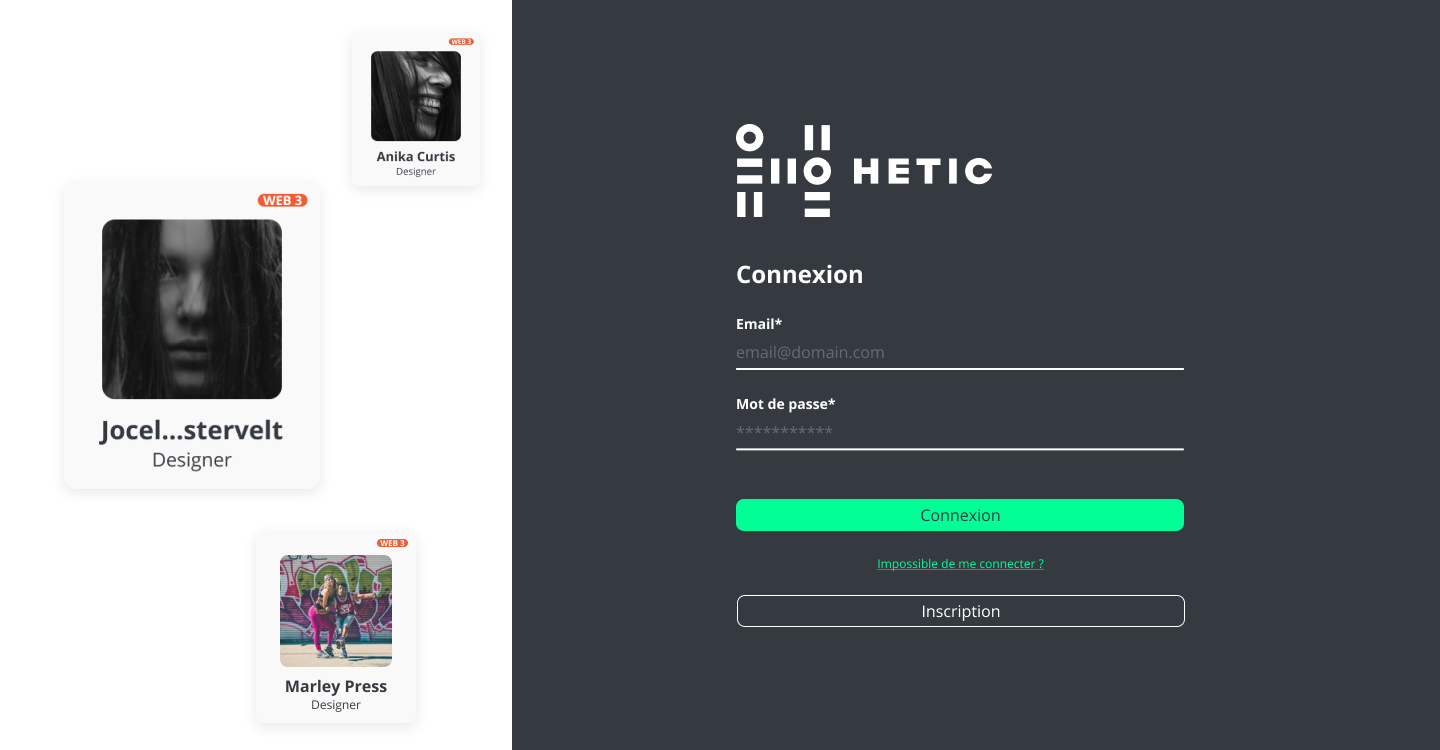 WEB 3
Anika Curtis
Designer
WEB 3
Jocel...stervelt
Designer
WEB 3
Marley Press
Designer
HETIC
Connexion
Email*
email@domain.com
Mot de passe*
***********
Connexion
Impossible de me connecter ?
Inscription